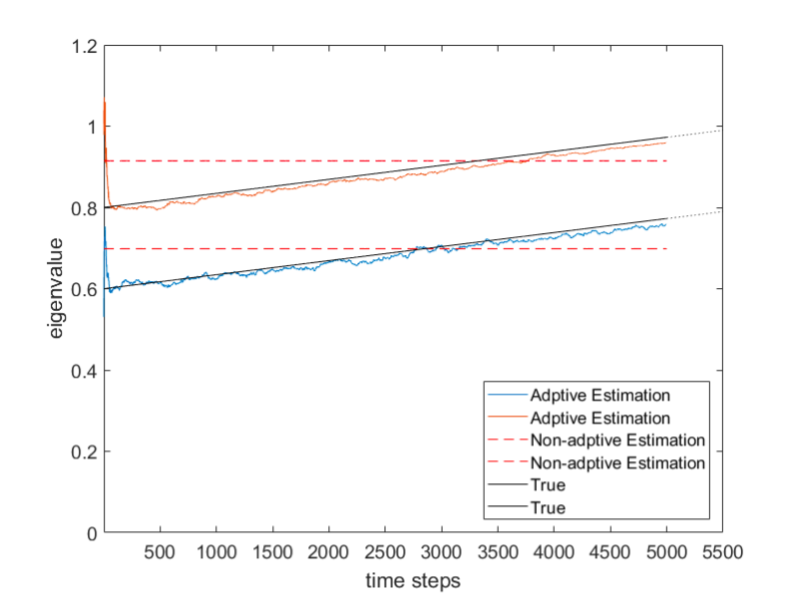 1.2
1
0.8
0.6
0.4
0.2
0
eigenvalue
500 1000 1500 2000 2500 3000 3500 4000 4500 5000 5500
time steps
Adptive Estimation
Adptive Estimation
Non-adptive Estimation
Non-adptive Estimation
True
True